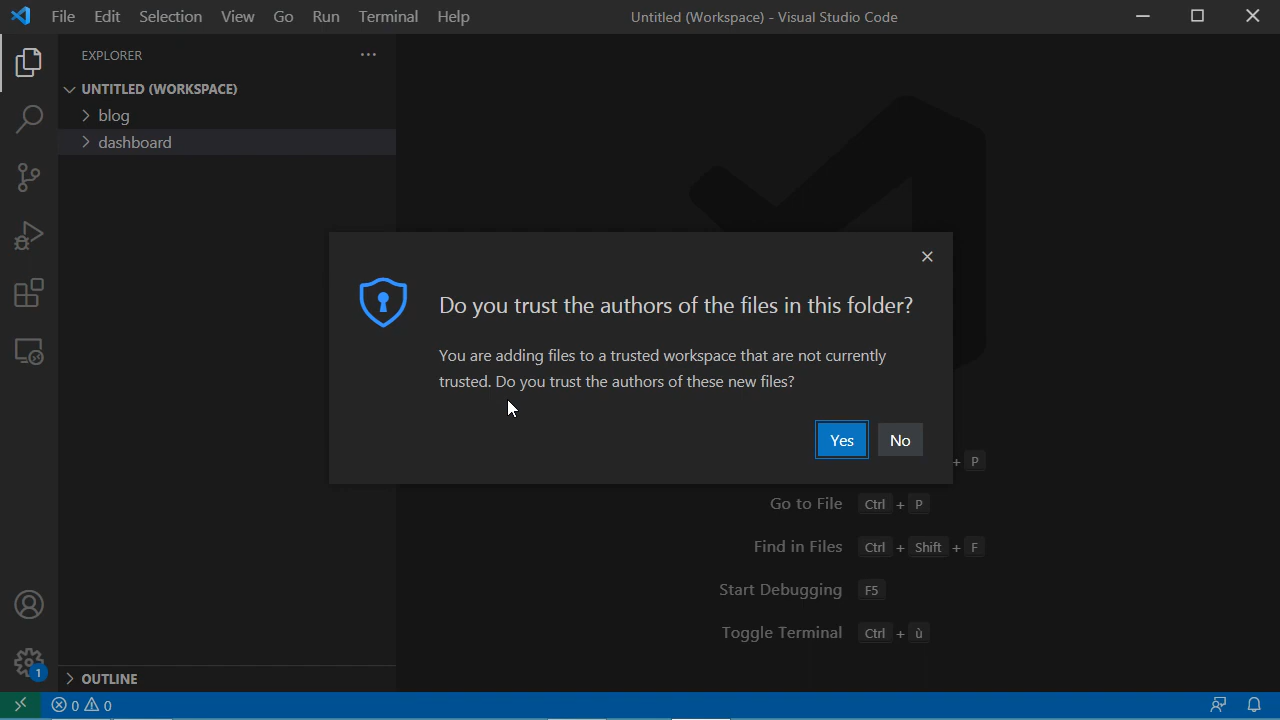 File Edit Selection View Go Run Terminal Help
Untitled (Workspace) - Visual Studio Code
EXPLORER
UNTITLED (WORKSPACE)
blog
dashboard
Do you trust the authors of the files in this folder?
You are adding files to a trusted workspace that are not currently
trusted. Do you trust the authors of these new files?
Yes No
+ P
Go to File Ctrl + P
Find in Files Ctrl + Shift + F
Start Debugging F5
Toggle Terminal Ctrl + ù
1
OUTLINE
0 0